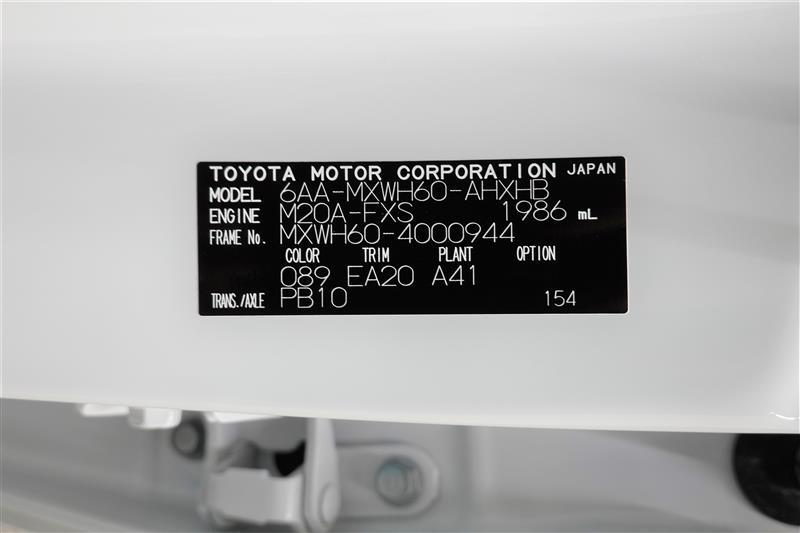 TOYOTA MOTOR CORPORATION JAPAN
MODEL 6AA-MXWH60-AHXHB
ENGINE M20A-FXS 1986 mL
FRAME No. MXWH60-4000944
COLOR TRIM PLANT OPTION
089 EA20 A41
TRANS./AXLE PB10 154